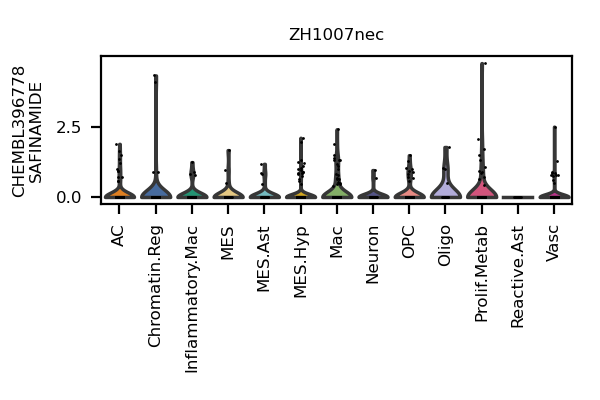 ZH1007nec
CHEMBL396778
SAFINAMIDE
2.5
0.0
AC
Chromatin.Reg
Inflammatory.Mac
MES
MES.Ast
MES.Hyp
Mac
Neuron
OPC
Oligo
Prolif.Metab
Reactive.Ast
Vasc